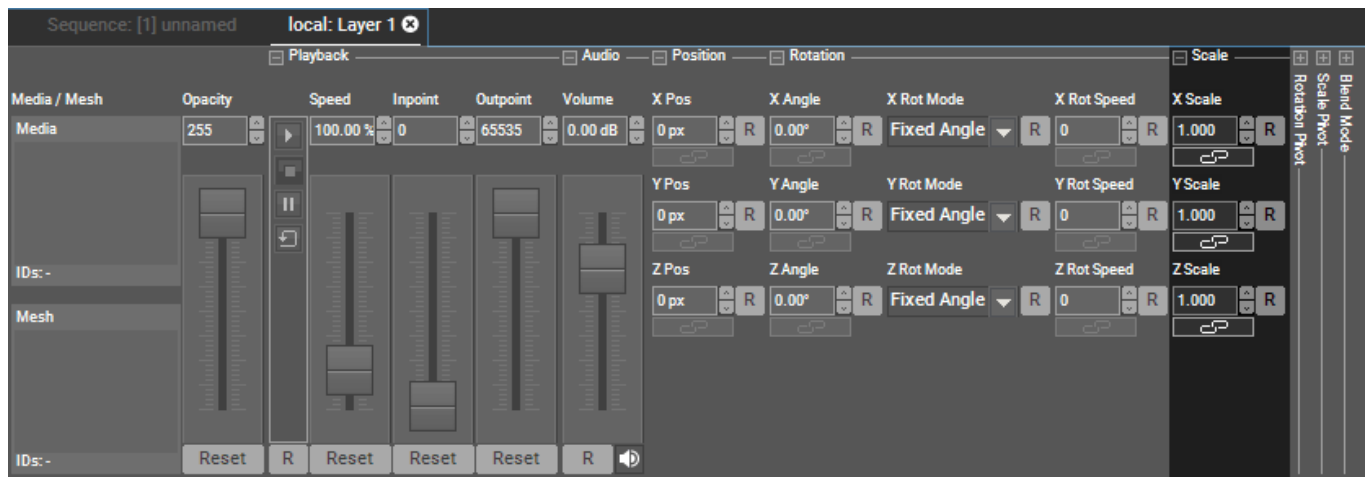 Sequence: [1] unnamed
local: Layer 1
Playback
Audio
Position
Rotation
Scale
Rotation Pivot
Scale Pivot
Blend Mode
Media / Mesh
Opacity
Speed
Inpoint
Outpoint
Volume
X Pos
X Angle
X Rot Mode
X Rot Speed
X Scale
Media
255
100.00 %
0
65535
0.00 dB
0 px
R
0.00°
R
Fixed Angle
R
0
R
1.000
R
Y Pos
Y Angle
Y Rot Mode
Y Rot Speed
Y Scale
0 px
R
0.00°
R
Fixed Angle
R
0
R
1.000
R
IDs: -
Z Pos
Z Angle
Z Rot Mode
Z Rot Speed
Z Scale
Mesh
0 px
R
0.00°
R
Fixed Angle
R
0
R
1.000
R
IDs: -
Reset
R
Reset
Reset
Reset
R